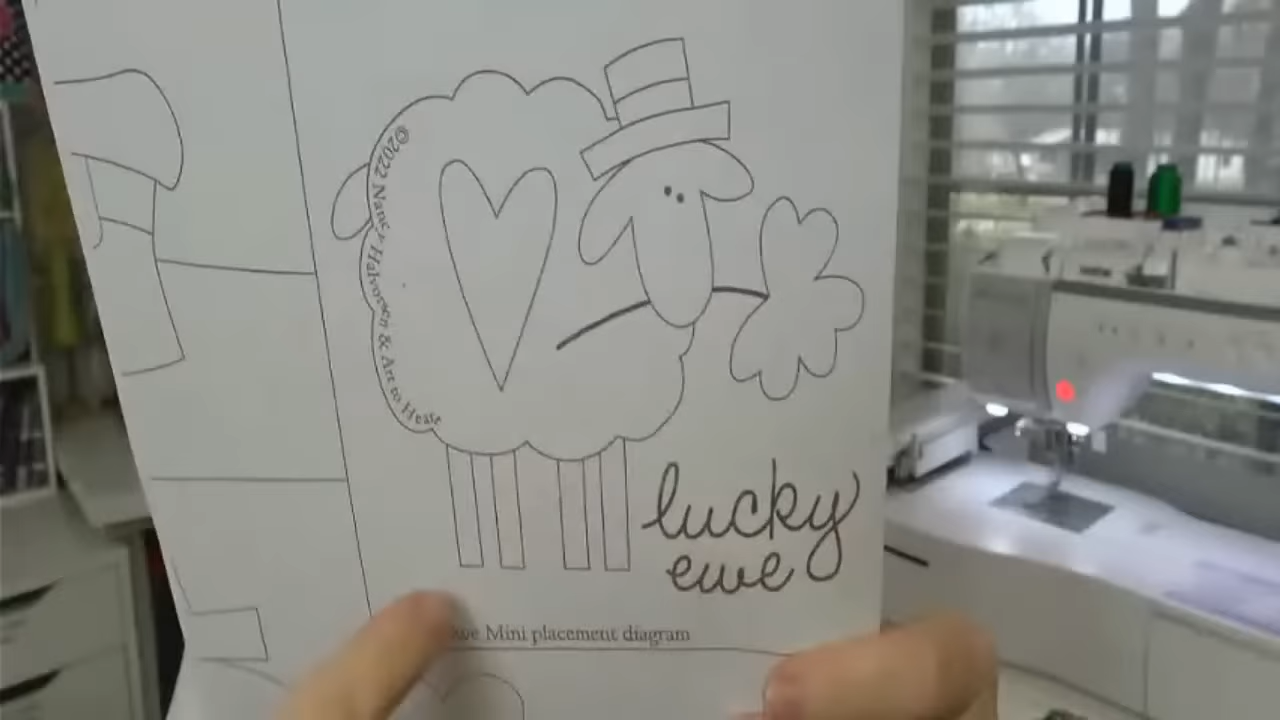 ©2022 Nancy Halvorsen & Art to Heart
lucky
ewe
Mini placement diagram